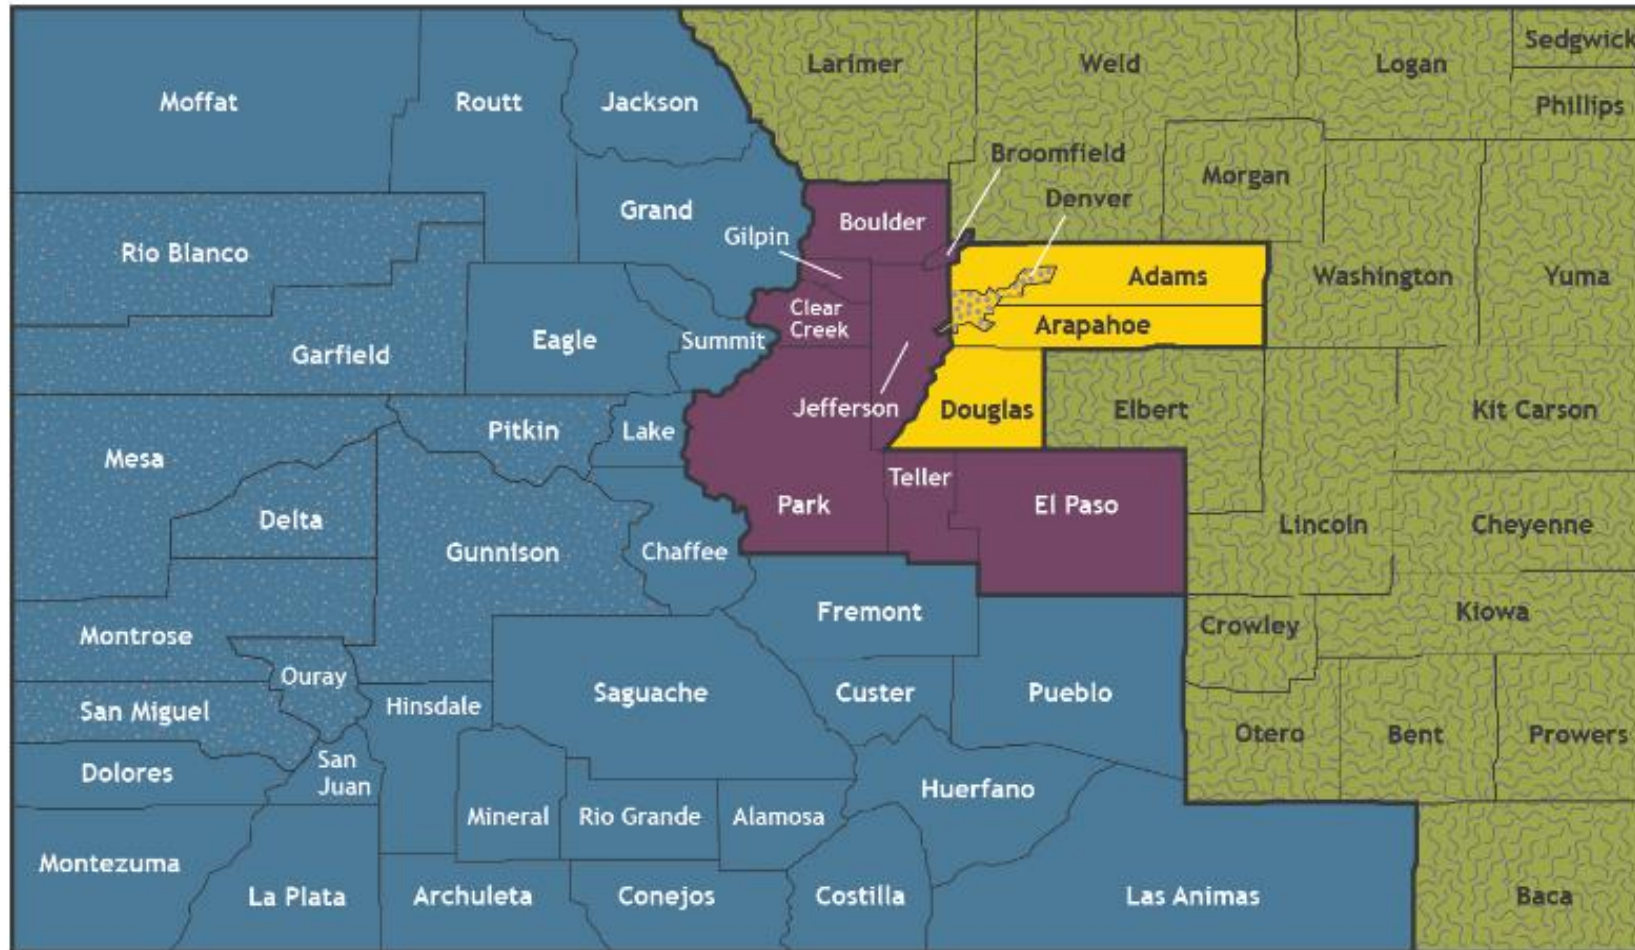 Sedgwick
Larimer
Weld
Logan
Moffat
Routt
Jackson
Phillips
Broomfield
Morgan
Denver
Grand
Boulder
Gilpin
Rio Blanco
Adams
Washington
Yuma
Clear
Creek
Arapahoe
Eagle
Summit
Garfield
Jefferson
Douglas
Elbert
Kit Carson
Pitkin
Lake
Mesa
Teller
Park
El Paso
Delta
Lincoln
Cheyenne
Gunnison
Chaffee
Fremont
Kiowa
Crowley
Montrose
Ouray
Saguache
Custer
Pueblo
Hinsdale
San Miguel
Otero
Bent
Prowers
San
Juan
Dolores
Huerfano
Mineral
Rio Grande
Alamosa
Montezuma
La Plata
Archuleta
Conejos
Costilla
Las Animas
Baca